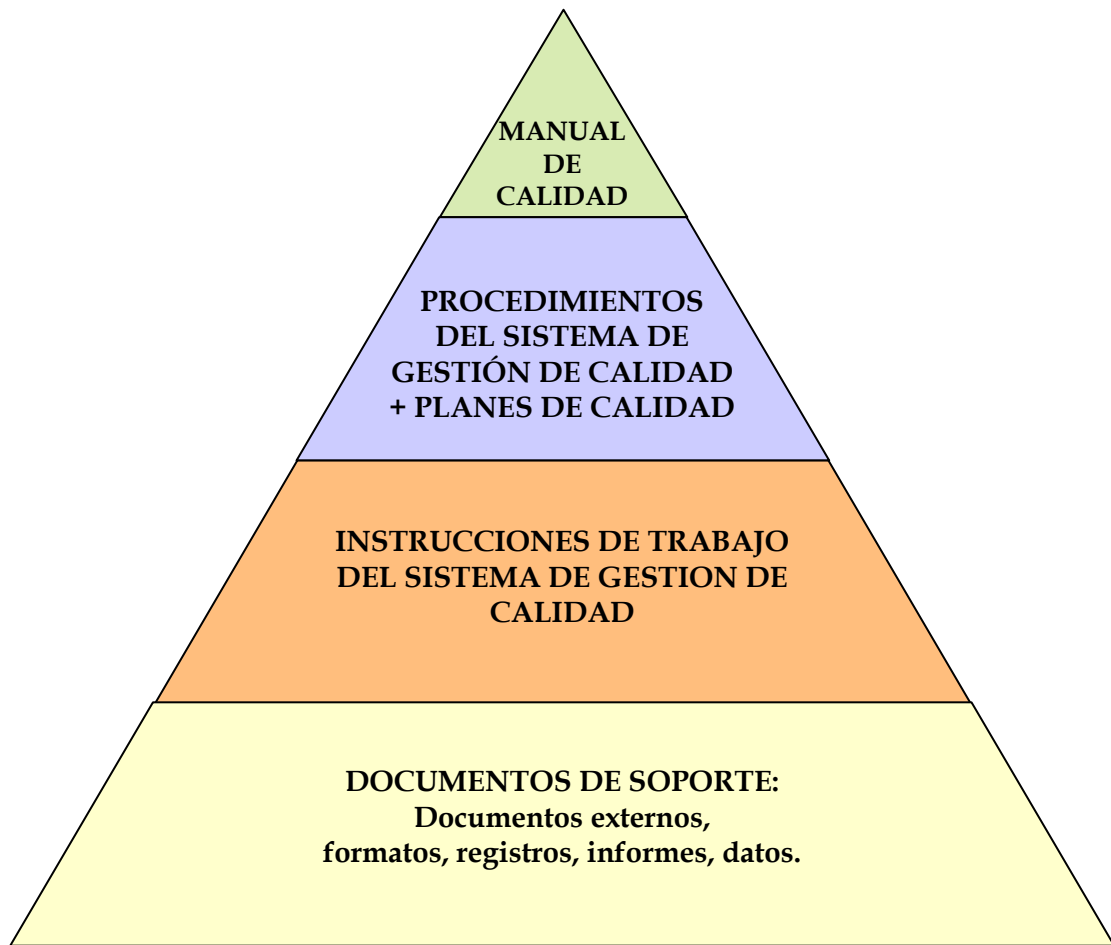 MANUAL
DE
CALIDAD
PROCEDIMIENTOS
DEL SISTEMA DE
GESTIÓN DE CALIDAD
+ PLANES DE CALIDAD
INSTRUCCIONES DE TRABAJO
DEL SISTEMA DE GESTION DE
CALIDAD
DOCUMENTOS DE SOPORTE:
Documentos externos,
formatos, registros, informes, datos.